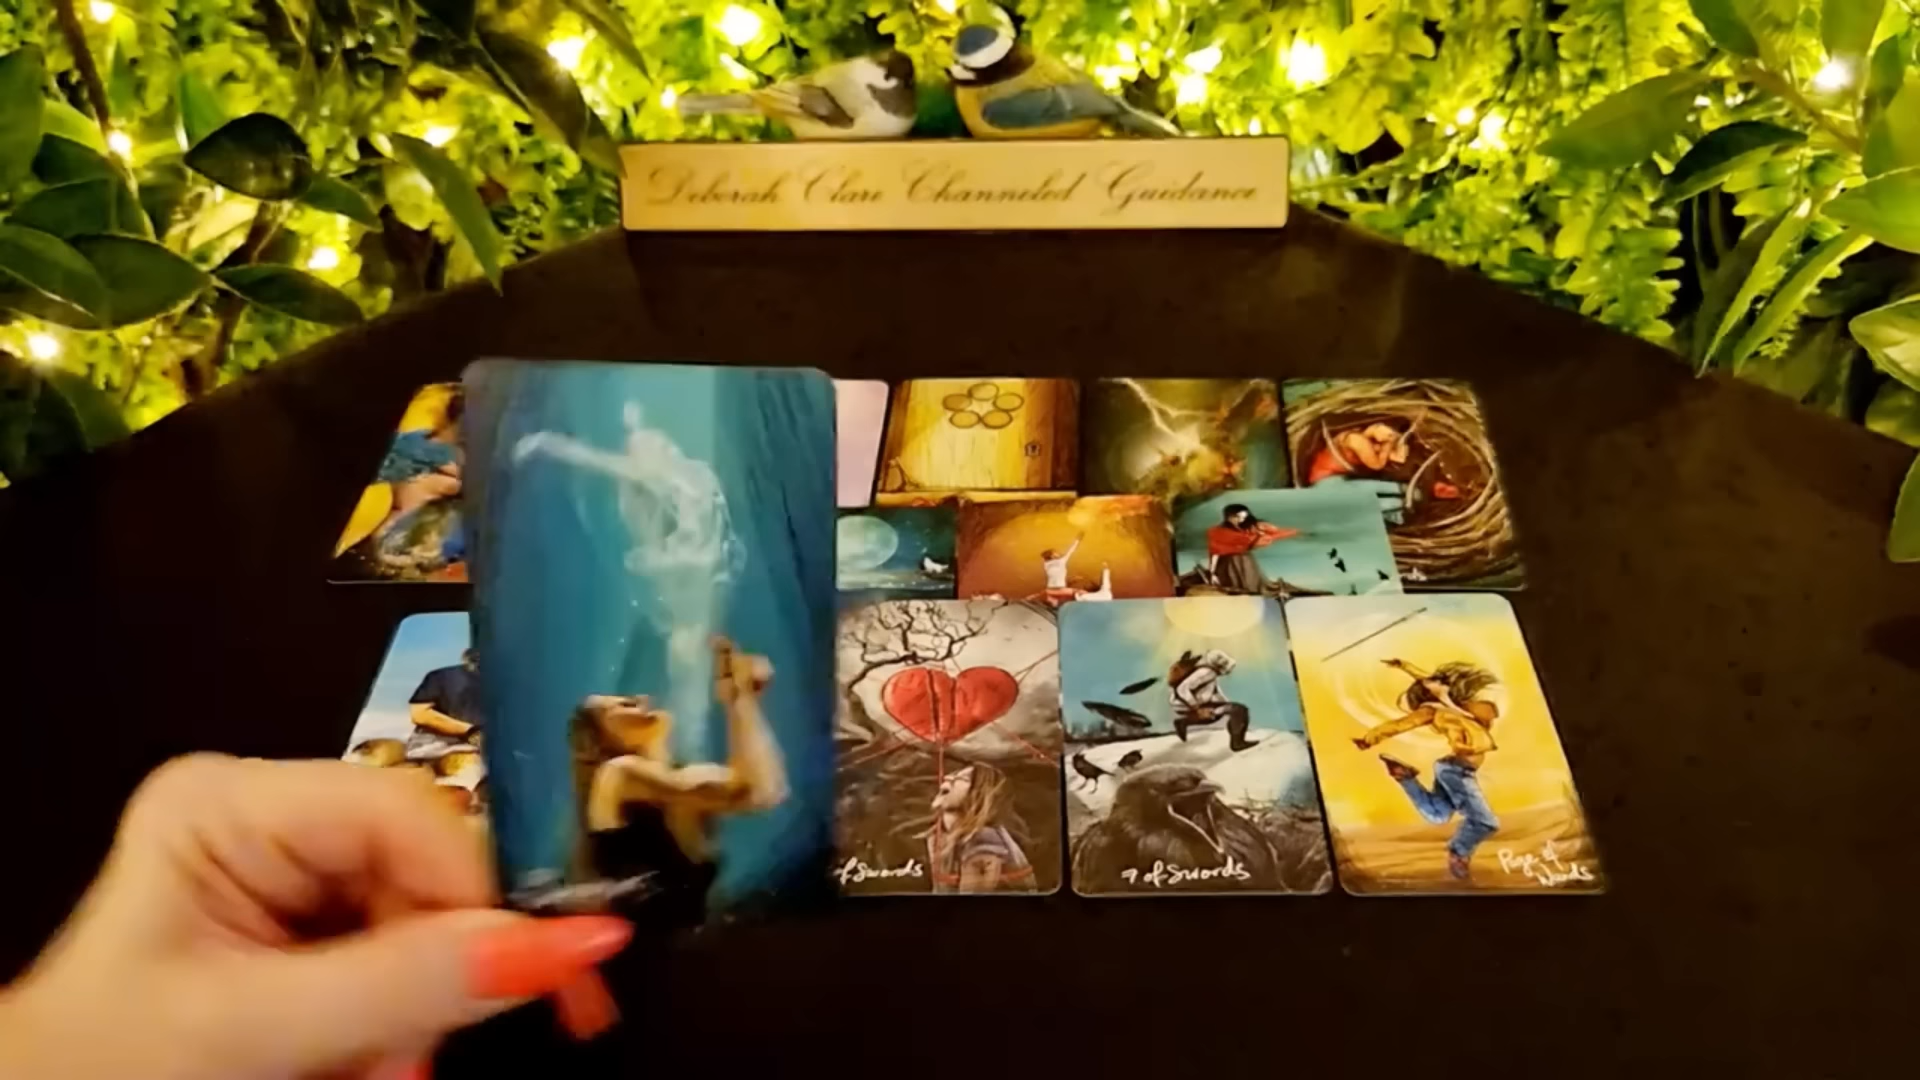 Deborah Clare Channeled Guidance
of Swords
7 of Swords
Page of
Wands